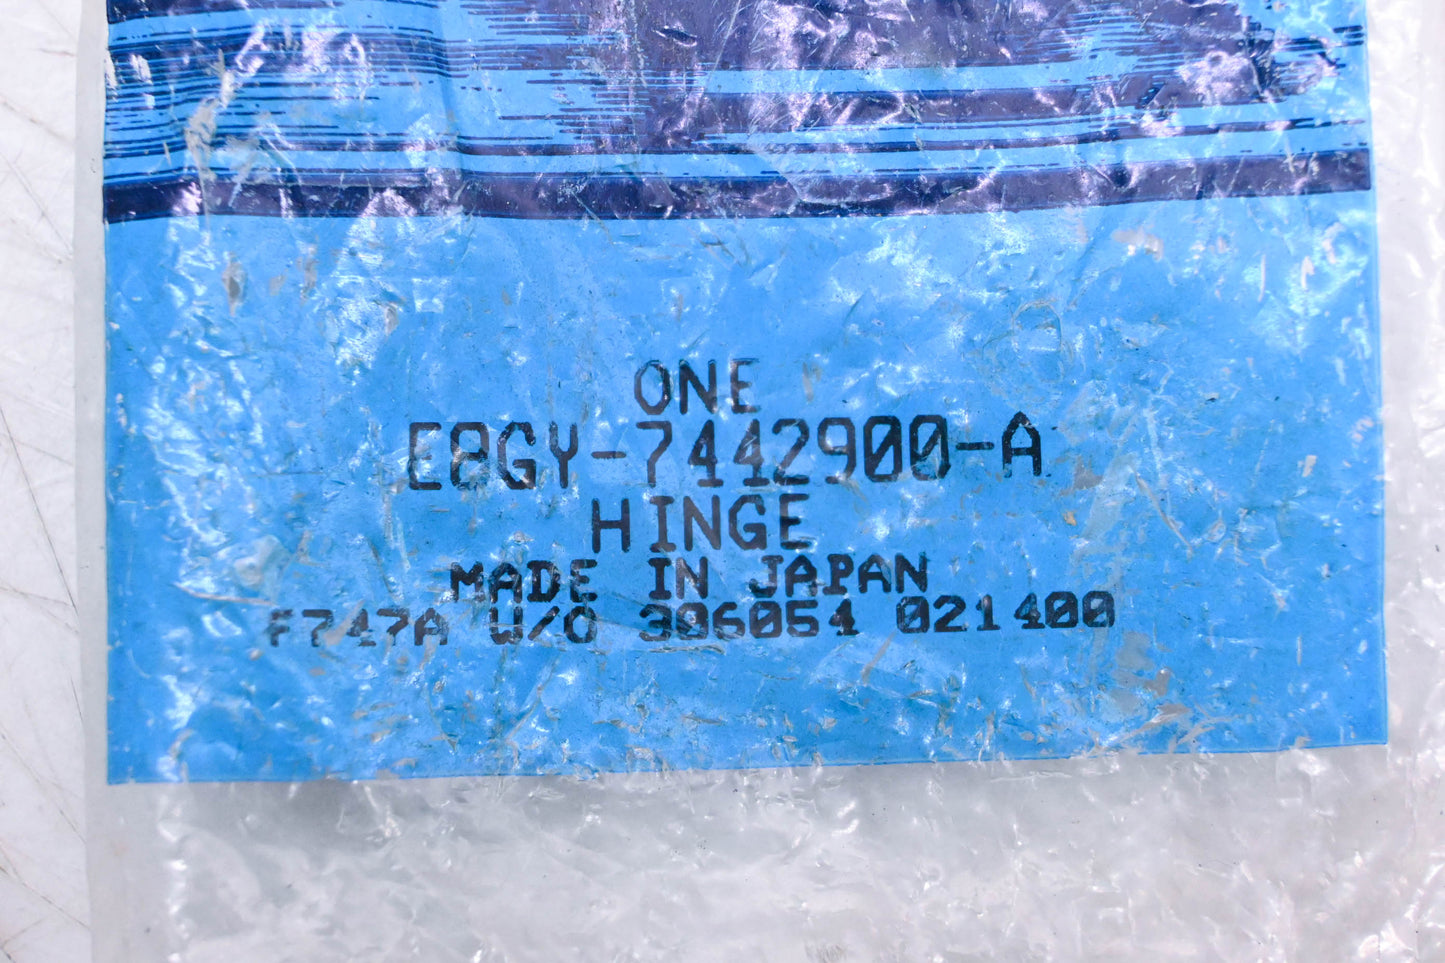 ONE
E8GY-7442900-A
HINGE
MADE IN JAPAN
F747A W/O 306054 021400